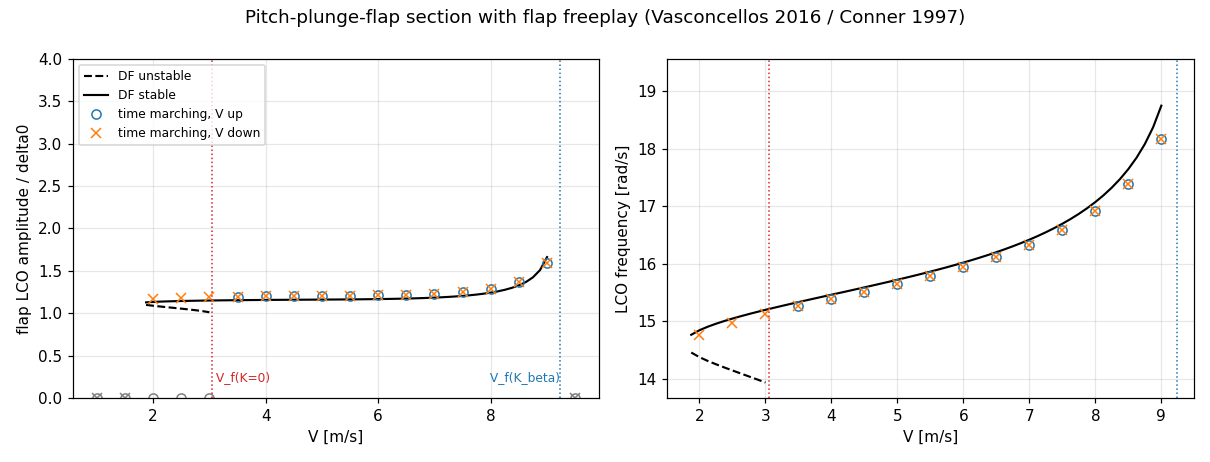 Pitch-plunge-flap section with flap freeplay (Vasconcellos 2016 / Conner 1997)
flap LCO amplitude / delta0
4.0
3.5
3.0
2.5
2.0
1.5
1.0
0.5
0.0
DF unstable
DF stable
time marching, V up
time marching, V down
V_f(K=0)
V_f(K_beta)
2
4
6
8
V [m/s]
LCO frequency [rad/s]
19
18
17
16
15
14
2
3
4
5
6
7
8
9
V [m/s]